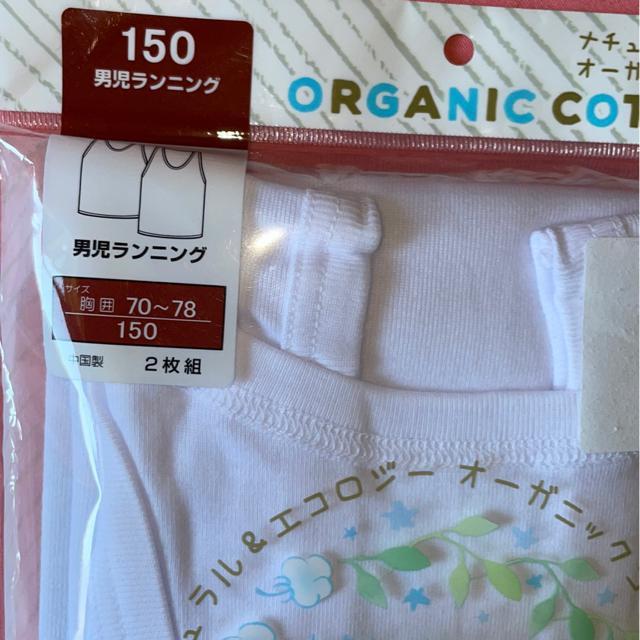 150
男児ランニング
ナチュ
オーガ
ORGANIC COT
男児ランニング
サイズ
胸囲 70～78
150
中国製 2枚組
ュラル&エコロジー オーガニック